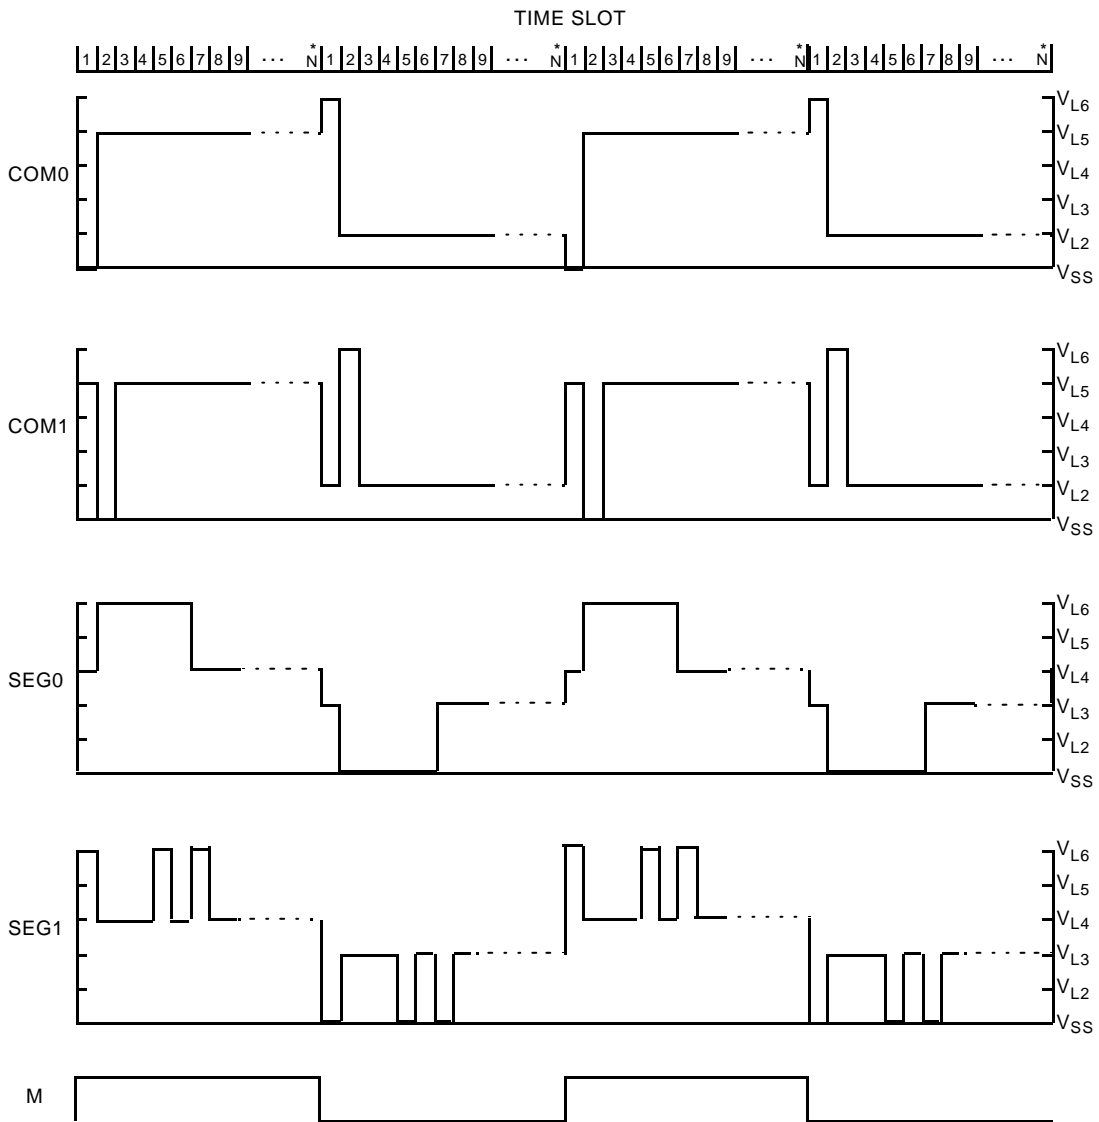 TIME SLOT
1 2 3 4 5 6 7 8 9 ... N* 1 2 3 4 5 6 7 8 9 ... N* 1 2 3 4 5 6 7 8 9 ... N* 1 2 3 4 5 6 7 8 9 ... N*
COM0
VL6
VL5
VL4
VL3
VL2
VSS
COM1
VL6
VL5
VL4
VL3
VL2
VSS
SEG0
VL6
VL5
VL4
VL3
VL2
VSS
SEG1
VL6
VL5
VL4
VL3
VL2
VSS
M